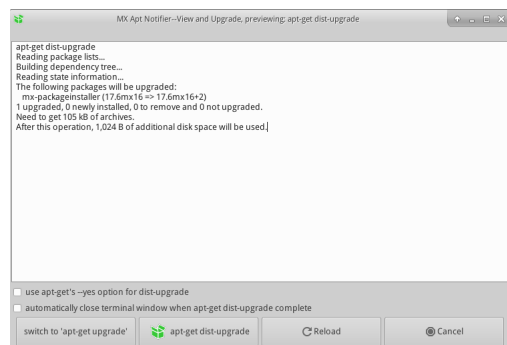 MX Apt Notifier--View and Upgrade, previewing: apt-get dist-upgrade
apt-get dist-upgrade
Reading package lists...
Building dependency tree...
Reading state information...
The following packages will be upgraded:
mx-packageinstaller (17.6mx16 => 17.6mx16+2)
1 upgraded, 0 newly installed, 0 to remove and 0 not upgraded.
Need to get 105 kB of archives.
After this operation, 1,024 B of additional disk space will be used.
use apt-get's --yes option for dist-upgrade
automatically close terminal window when apt-get dist-upgrade complete
switch to 'apt-get upgrade' apt-get dist-upgrade Reload Cancel